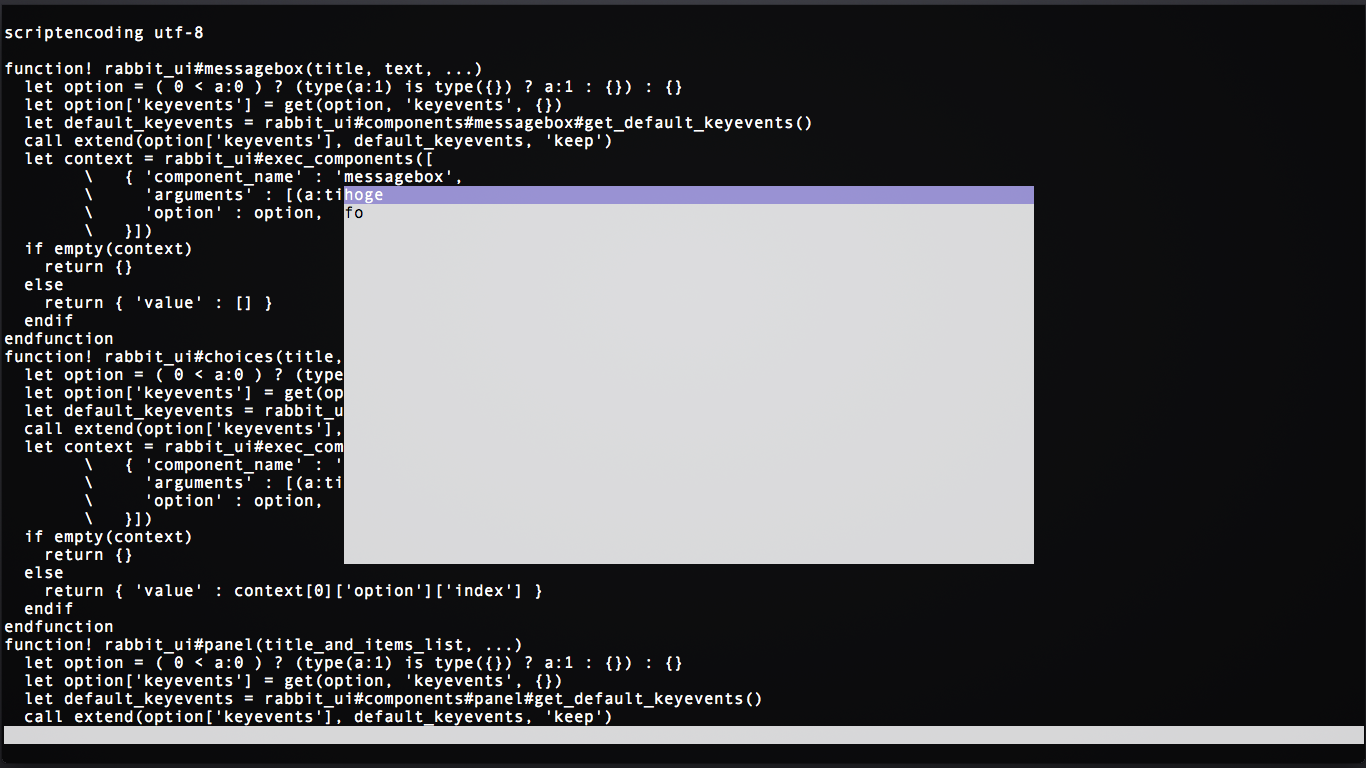 scriptencoding utf-8
function! rabbit_ui#messagebox(title, text, ...)
  let option = ( 0 < a:0 ) ? (type(a:1) is type({}) ? a:1 : {}) : {}
  let option['keyevents'] = get(option, 'keyevents', {})
  let default_keyevents = rabbit_ui#components#messagebox#get_default_keyevents()
  call extend(option['keyevents'], default_keyevents, 'keep')
  let context = rabbit_ui#exec_components([
        \   { 'component_name' : 'messagebox',
        \     'arguments' : [(a:tihoge
        \     'option' : option,  fo
        \   }])
  if empty(context)
    return {}
  else
    return { 'value' : [] }
  endif
endfunction
function! rabbit_ui#choices(title,
  let option = ( 0 < a:0 ) ? (type
  let option['keyevents'] = get(op
  let default_keyevents = rabbit_u
  call extend(option['keyevents'],
  let context = rabbit_ui#exec_com
        \   { 'component_name' : '
        \     'arguments' : [(a:ti
        \     'option' : option,
        \   }])
  if empty(context)
    return {}
  else
    return { 'value' : context[0]['option']['index'] }
  endif
endfunction
function! rabbit_ui#panel(title_and_items_list, ...)
  let option = ( 0 < a:0 ) ? (type(a:1) is type({}) ? a:1 : {}) : {}
  let option['keyevents'] = get(option, 'keyevents', {})
  let default_keyevents = rabbit_ui#components#panel#get_default_keyevents()
  call extend(option['keyevents'], default_keyevents, 'keep')